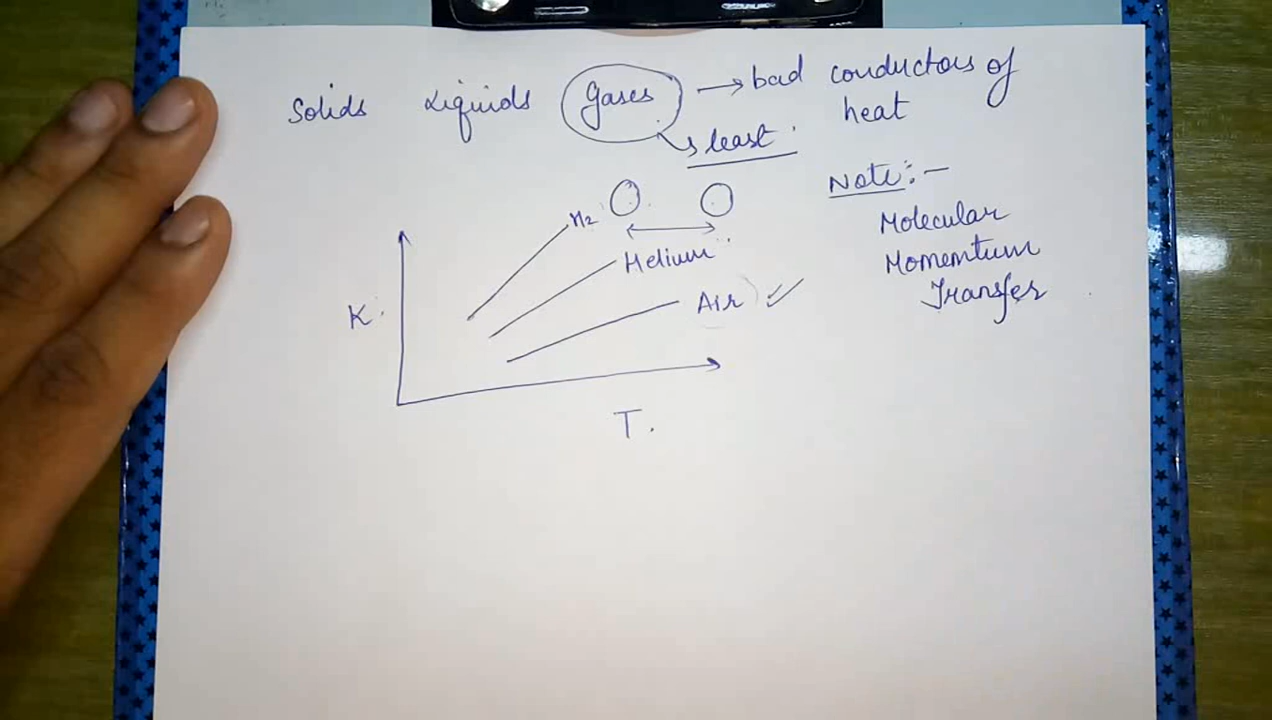 Solids Liquids Gases → bad conductors of
heat
least
Note:-
Molecular
Momentum
Transfer
H2
Helium
Air ✓
K.
T.